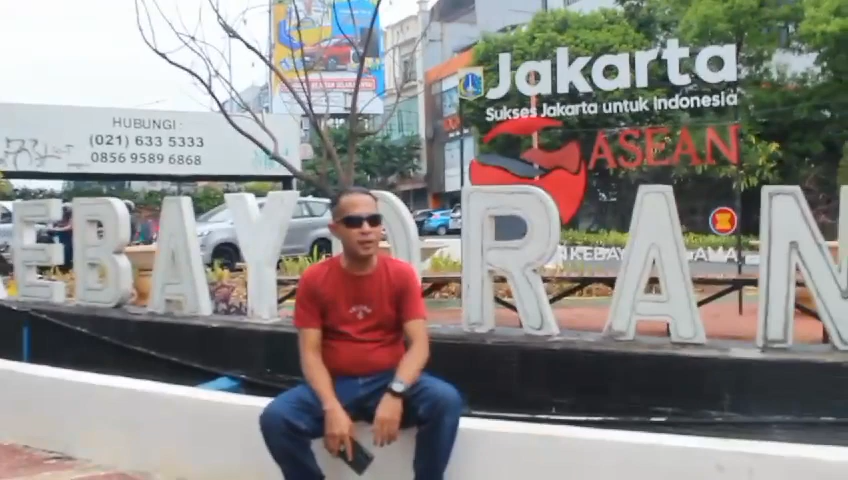 HUBUNGI :
(021) 633 5333
0856 9589 6868
Jakarta
Sukses Jakarta untuk Indonesia
ASEAN
EBAYORAN